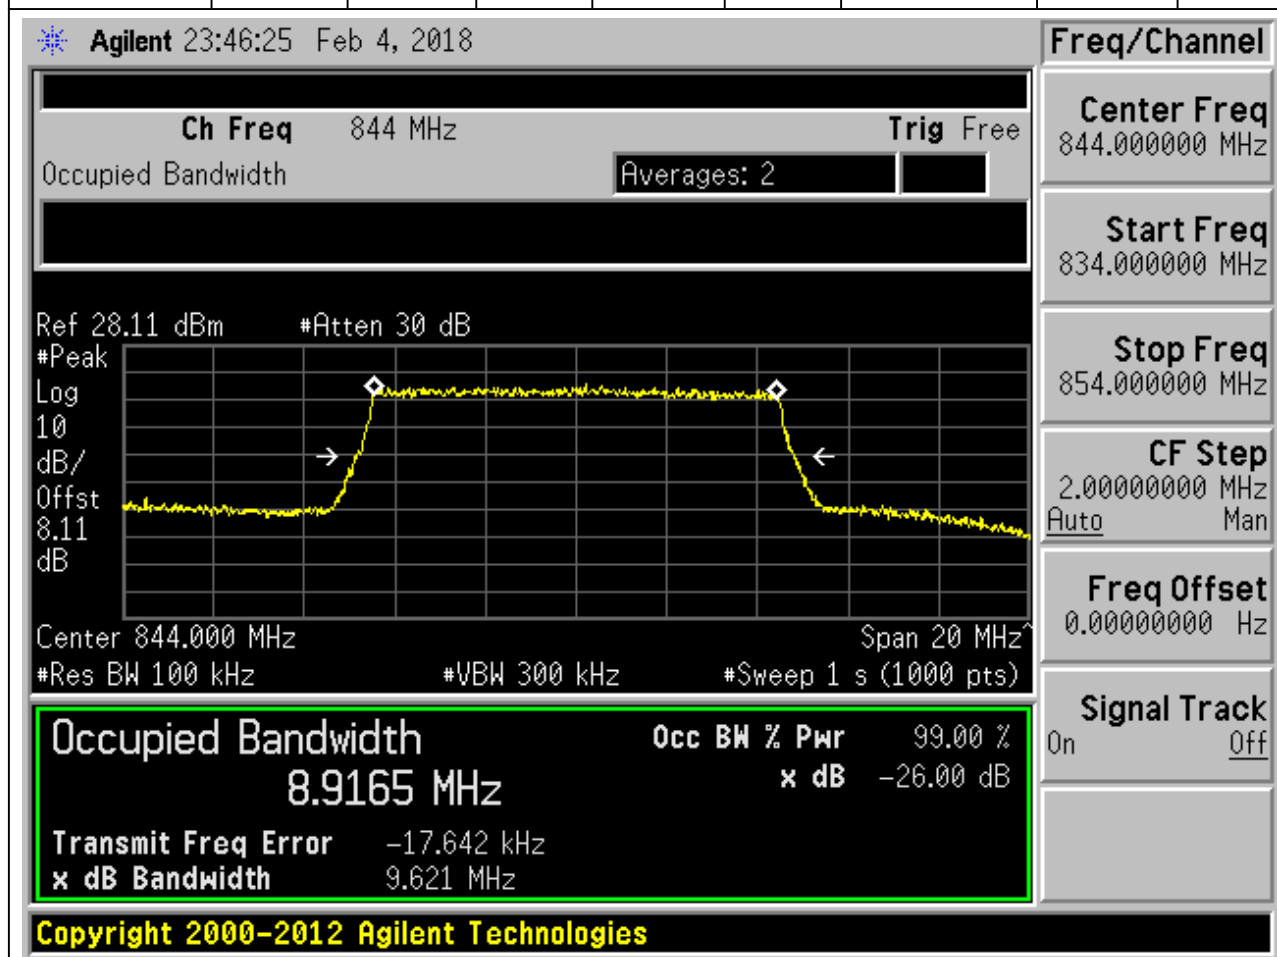 Agilent 23:46:25 Feb 4, 2018
Freq/Channel
Ch Freq 844 MHz Trig Free
Occupied Bandwidth Averages: 2
Ref 28.11 dBm #Atten 30 dB
#Peak
Log
10
dB/
Offst
8.11
dB
Center 844.000 MHz Span 20 MHz^
#Res BW 100 kHz #VBW 300 kHz #Sweep 1 s (1000 pts)
Occupied Bandwidth Occ BW % Pwr 99.00 %
8.9165 MHz x dB -26.00 dB
Transmit Freq Error -17.642 kHz
x dB Bandwidth 9.621 MHz
Copyright 2000-2012 Agilent Technologies
Center Freq
844.000000 MHz
Start Freq
834.000000 MHz
Stop Freq
854.000000 MHz
CF Step
2.00000000 MHz
Auto Man
Freq Offset
0.00000000 Hz
Signal Track
On Off